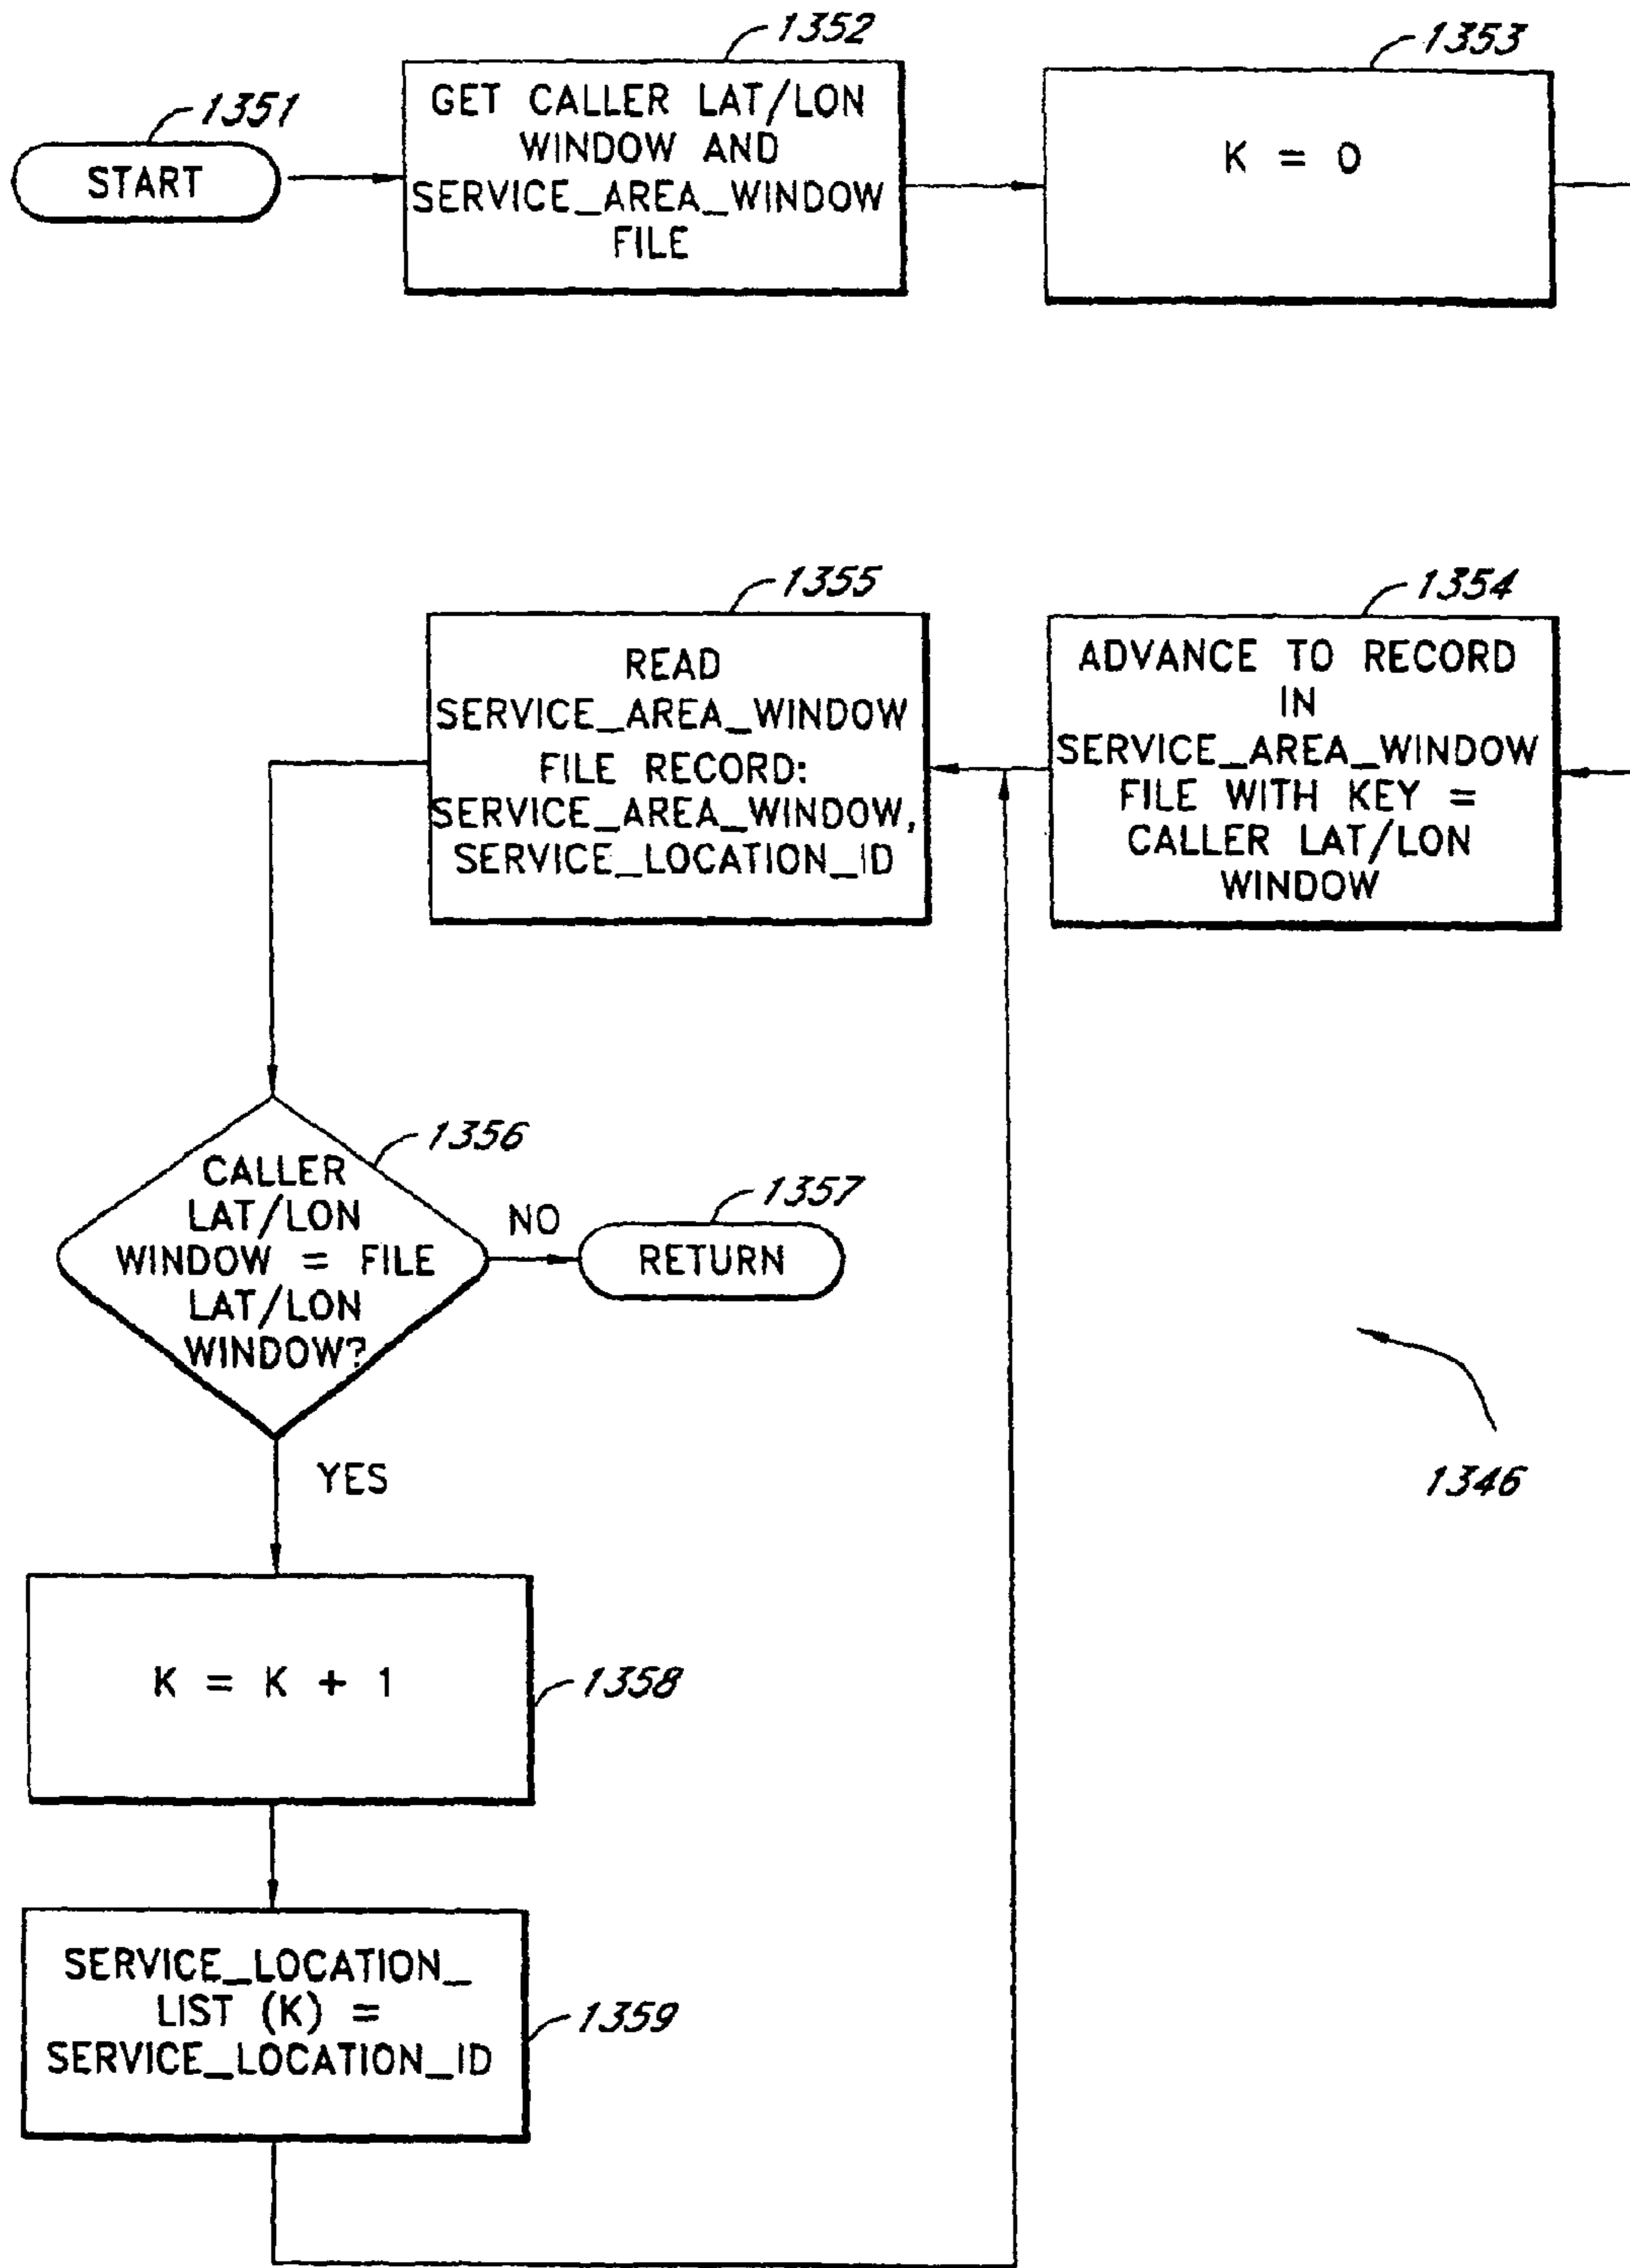 1351
START
1352
GET CALLER LAT/LON
WINDOW AND
SERVICE_AREA_WINDOW
FILE
1353
K = 0
1354
ADVANCE TO RECORD
IN
SERVICE_AREA_WINDOW
FILE WITH KEY =
CALLER LAT/LON
WINDOW
1355
READ
SERVICE_AREA_WINDOW
FILE RECORD:
SERVICE_AREA_WINDOW,
SERVICE_LOCATION_ID
1356
CALLER
LAT/LON
WINDOW = FILE
LAT/LON
WINDOW?
NO
1357
RETURN
YES
1346
K = K + 1
1358
SERVICE_LOCATION_
LIST (K) =
SERVICE_LOCATION_ID
1359